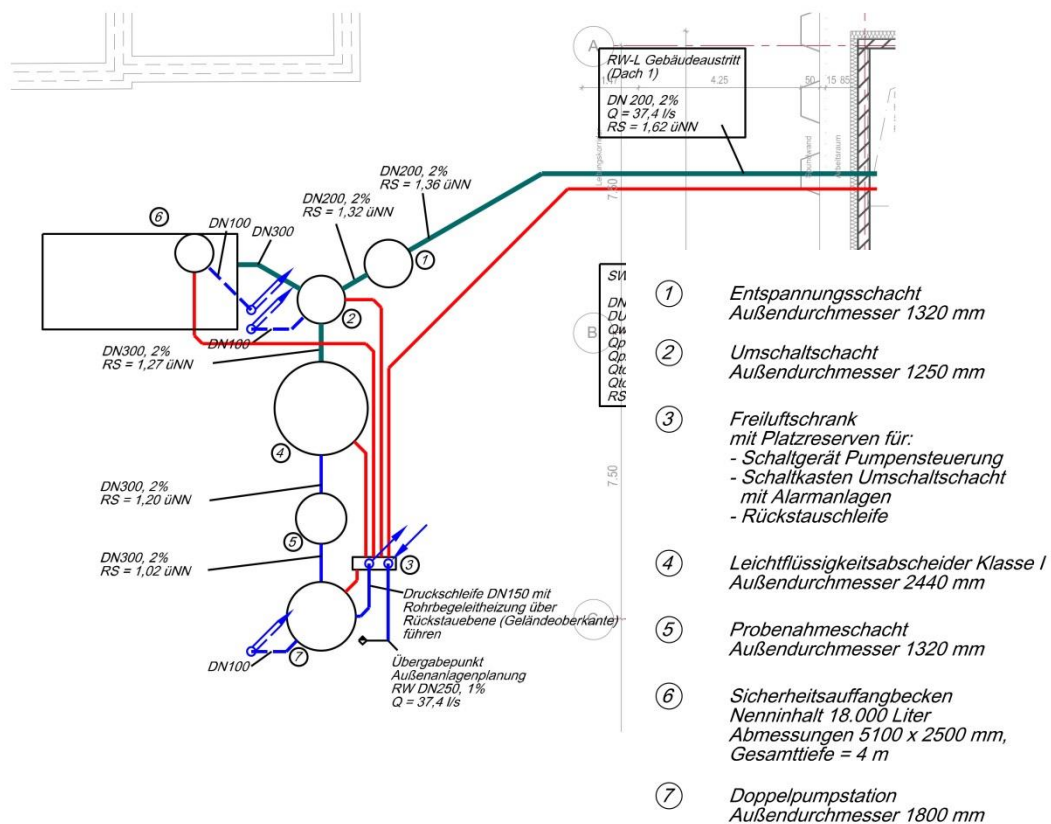 A
RW-L Gebäudeaustritt
(Dach 1)
4.25
50
15
85
DN 200, 2%
Q = 37,4 l/s
RS = 1,62 üNN
DN200, 2%
RS = 1,36 üNN
7.50
DN200, 2%
RS = 1,32 üNN
6
DN100
DN300
1
2
DN100
DN300, 2%
RS = 1,27 üNN
SW
DN
DU
B
RS
7.50
4
DN300, 2%
RS = 1,20 üNN
5
DN300, 2%
RS = 1,02 üNN
3
Druckschleife DN150 mit
Rohrbegeleitheizung über
Rückstauebene (Geländeoberkante)
führen
DN100
7
Übergabepunkt
Außenanlagenplanung
RW DN250, 1%
Q = 37,4 l/s
1 Entspannungsschacht
Außendurchmesser 1320 mm
2 Umschaltschacht
Außendurchmesser 1250 mm
3 Freiluftschrank
mit Platzreserven für:
- Schaltgerät Pumpensteuerung
- Schaltkasten Umschaltschacht
mit Alarmanlagen
- Rückstauschleife
4 Leichtflüssigkeitsabscheider Klasse I
Außendurchmesser 2440 mm
5 Probenahmeschacht
Außendurchmesser 1320 mm
6 Sicherheitsauffangbecken
Nenninhalt 18.000 Liter
Abmessungen 5100 x 2500 mm,
Gesamttiefe = 4 m
7 Doppelpumpstation
Außendurchmesser 1800 mm